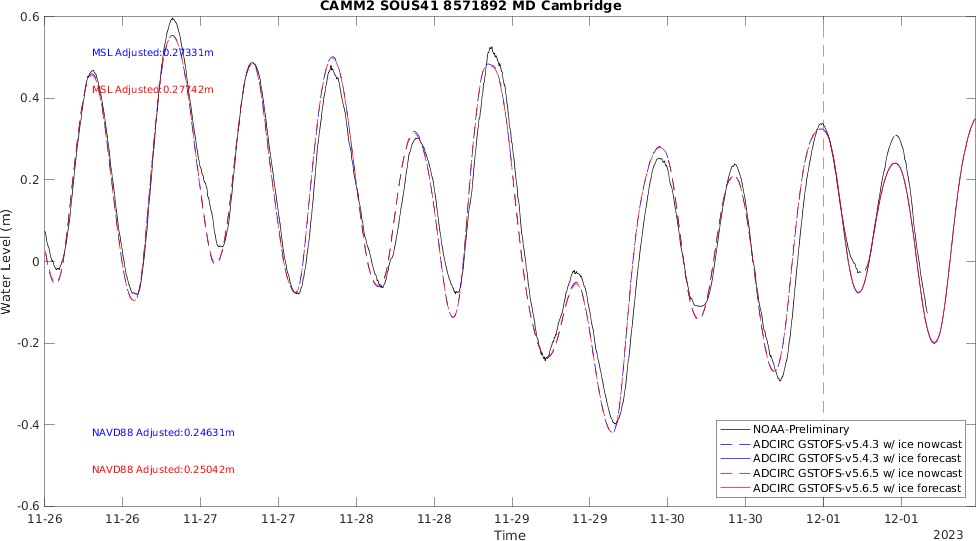 CAMM2 SOUS41 8571892 MD Cambridge
0.6
MSL Adjusted:0.27331m
MSL Adjusted:0.27742m
0.4
0.2
0
-0.2
-0.4
-0.6
Water Level (m)
NAVD88 Adjusted:0.24631m
NAVD88 Adjusted:0.25042m
NOAA-Preliminary
ADCIRC GSTOFS-v5.4.3 w/ ice nowcast
ADCIRC GSTOFS-v5.4.3 w/ ice forecast
ADCIRC GSTOFS-v5.6.5 w/ ice nowcast
ADCIRC GSTOFS-v5.6.5 w/ ice forecast
11-26 11-26 11-27 11-27 11-28 11-28 11-29 11-29 11-30 11-30 12-01 12-01
Time
2023